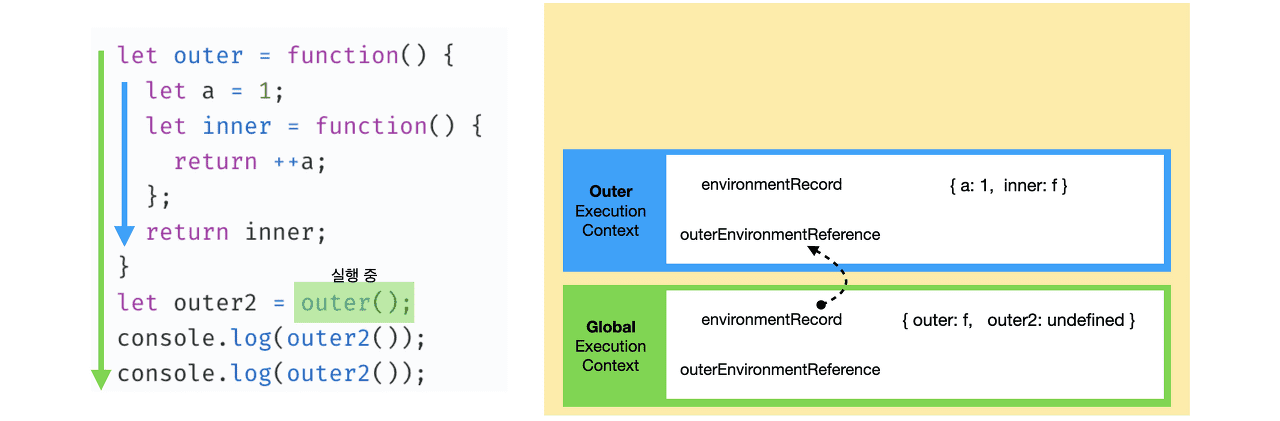 let outer = function() {
let a = 1;
let inner = function() {
return ++a;
};
return inner;
}
실행 중
let outer2 = outer();
console.log(outer2());
console.log(outer2());
Outer
Execution
Context
environmentRecord { a: 1, inner: f }
outerEnvironmentReference
Global
Execution
Context
environmentRecord { outer: f, outer2: undefined }
outerEnvironmentReference